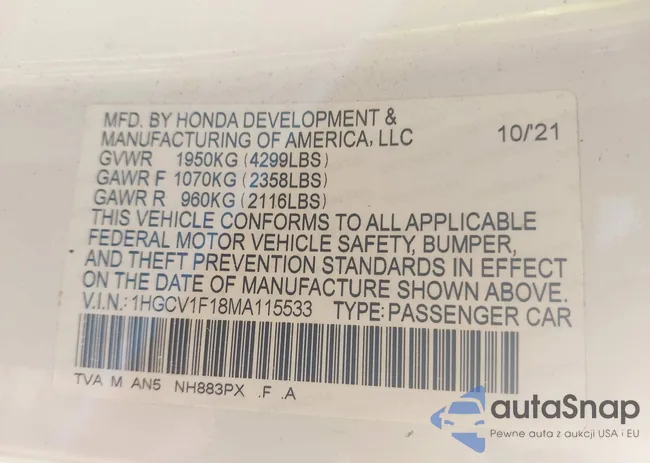 MFD. BY HONDA DEVELOPMENT &
MANUFACTURING OF AMERICA, LLC 10/'21
GVWR 1950KG (4299LBS)
GAWR F 1070KG (2358LBS)
GAWR R 960KG (2116LBS)
THIS VEHICLE CONFORMS TO ALL APPLICABLE
FEDERAL MOTOR VEHICLE SAFETY, BUMPER,
AND THEFT PREVENTION STANDARDS IN EFFECT
ON THE DATE OF MANUFACTURE SHOWN ABOVE.
V.I.N.: 1HGCV1F18MA115533 TYPE: PASSENGER CAR
TVA M AN5 NH883PX .F .A
autaSnap
Pewne auta z aukcji USA i EU